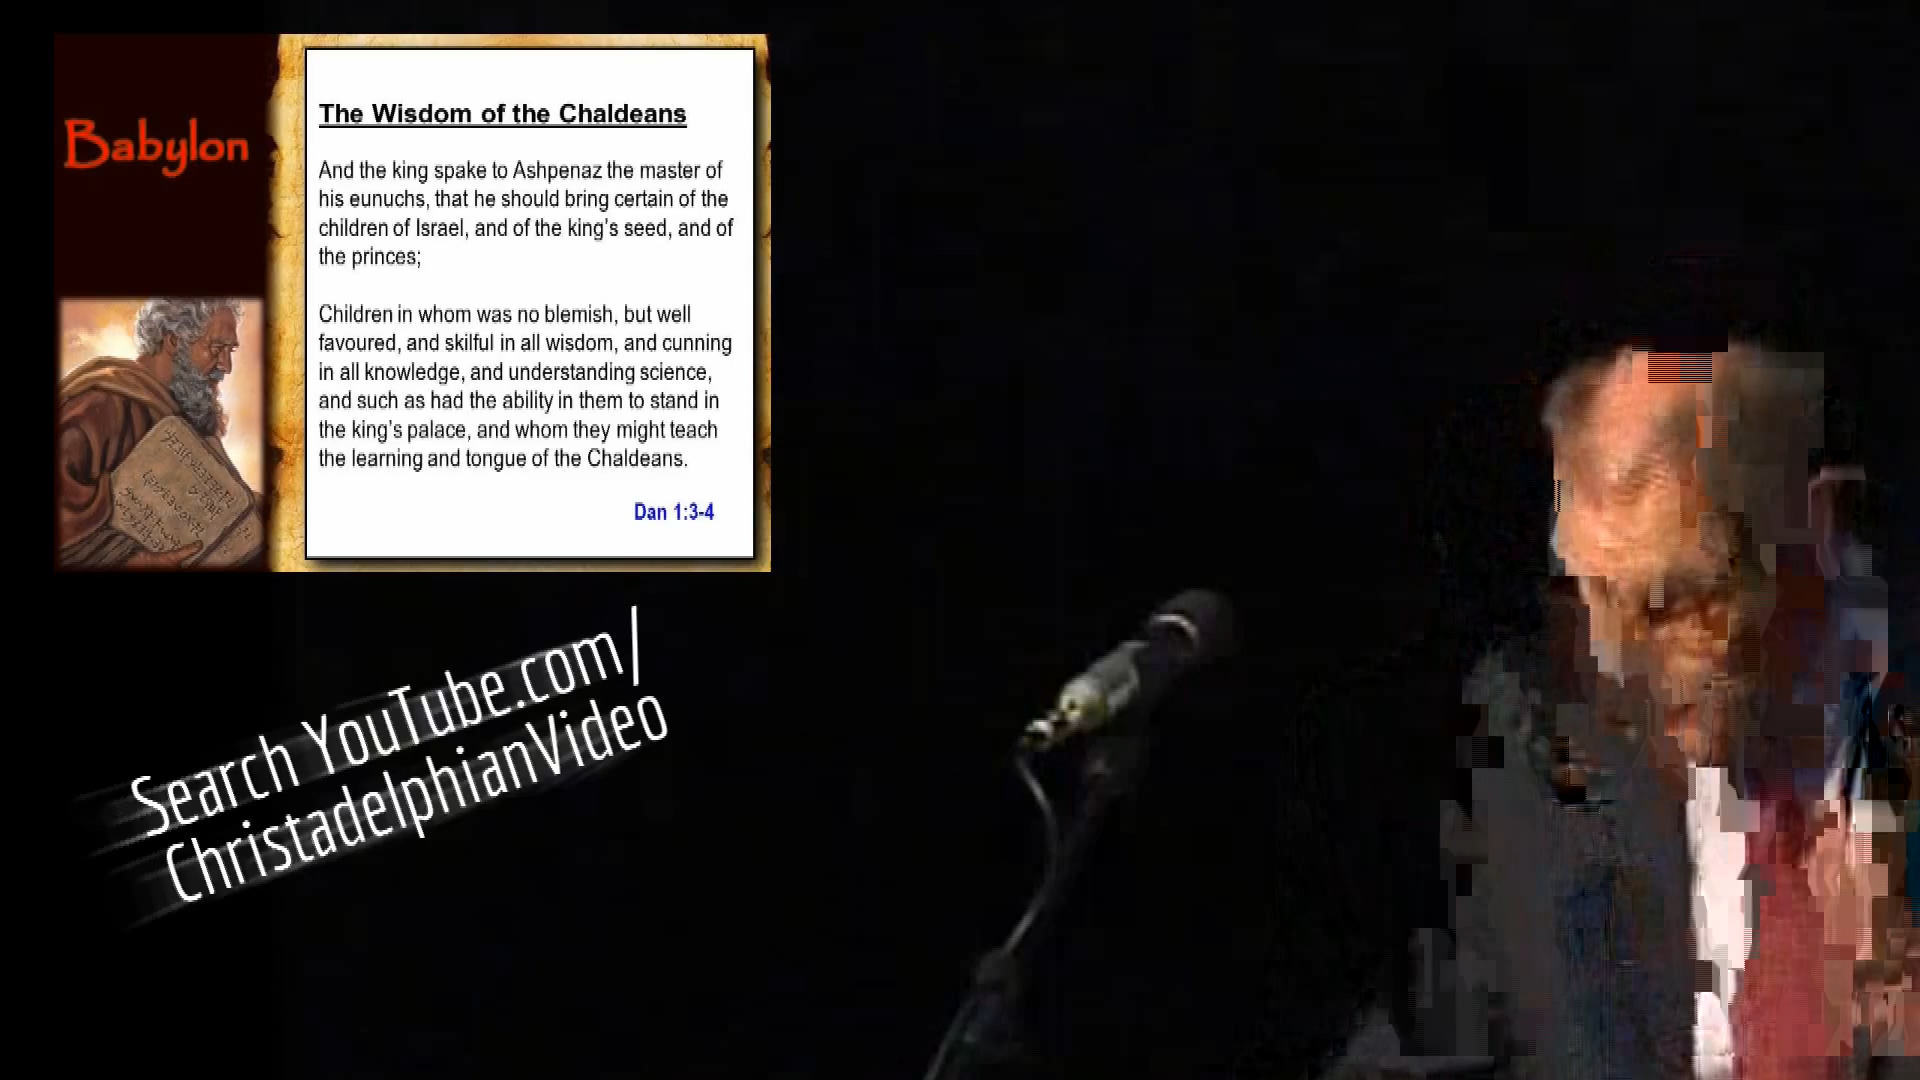 Babylon
The Wisdom of the Chaldeans
And the king spake to Ashpenaz the master of
his eunuchs, that he should bring certain of the
children of Israel, and of the king's seed, and of
the princes;
Children in whom was no blemish, but well
favoured, and skilful in all wisdom, and cunning
in all knowledge, and understanding science,
and such as had the ability in them to stand in
the king's palace, and whom they might teach
the learning and tongue of the Chaldeans.
Dan 1:3-4
Search YouTube.com/
ChristadelphianVideo